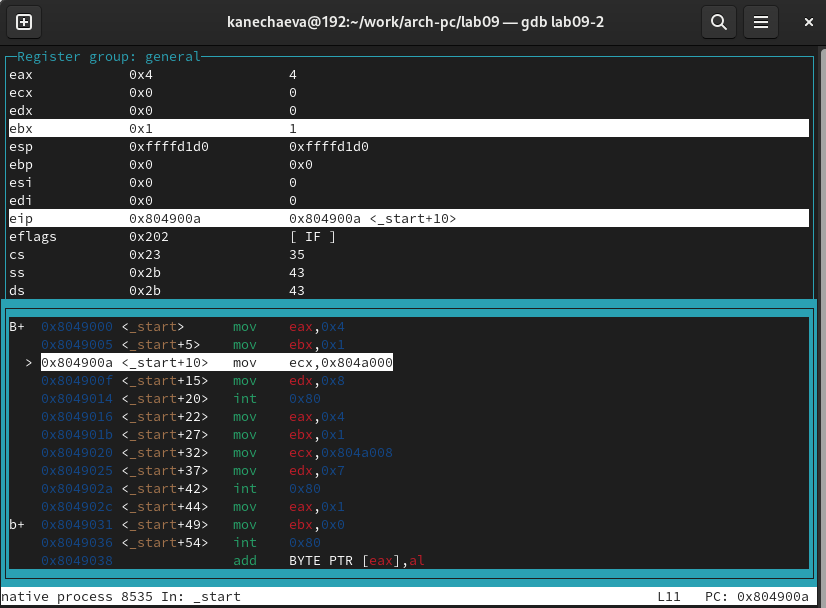 kanechaeva@192:~/work/arch-pc/lab09 — gdb lab09-2
Register group: general
eax 0x4 4
ecx 0x0 0
edx 0x0 0
ebx 0x1 1
esp 0xffffd1d0 0xffffd1d0
ebp 0x0 0x0
esi 0x0 0
edi 0x0 0
eip 0x804900a 0x804900a <_start+10>
eflags 0x202 [ IF ]
cs 0x23 35
ss 0x2b 43
ds 0x2b 43
B+ 0x8049000 <_start> mov eax,0x4
0x8049005 <_start+5> mov ebx,0x1
> 0x804900a <_start+10> mov ecx,0x804a000
0x804900f <_start+15> mov edx,0x8
0x8049014 <_start+20> int 0x80
0x8049016 <_start+22> mov eax,0x4
0x804901b <_start+27> mov ebx,0x1
0x8049020 <_start+32> mov ecx,0x804a008
0x8049025 <_start+37> mov edx,0x7
0x804902a <_start+42> int 0x80
0x804902c <_start+44> mov eax,0x1
b+ 0x8049031 <_start+49> mov ebx,0x0
0x8049036 <_start+54> int 0x80
0x8049038 add BYTE PTR [eax],al
native process 8535 In: _start L11 PC: 0x804900a